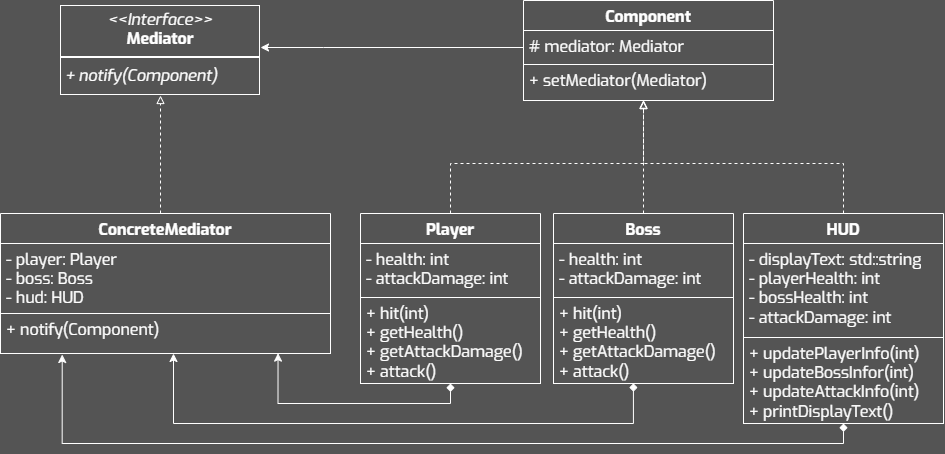 <<Interface>>
Mediator
+ notify(Component)
Component
# mediator: Mediator
+ setMediator(Mediator)
ConcreteMediator
- player: Player
- boss: Boss
- hud: HUD
+ notify(Component)
Player
- health: int
- attackDamage: int
+ hit(int)
+ getHealth()
+ getAttackDamage()
+ attack()
Boss
- health: int
- attackDamage: int
+ hit(int)
+ getHealth()
+ getAttackDamage()
+ attack()
HUD
- displayText: std::string
- playerHealth: int
- bossHealth: int
- attackDamage: int
+ updatePlayerInfo(int)
+ updateBossInfor(int)
+ updateAttackInfo(int)
+ printDisplayText()